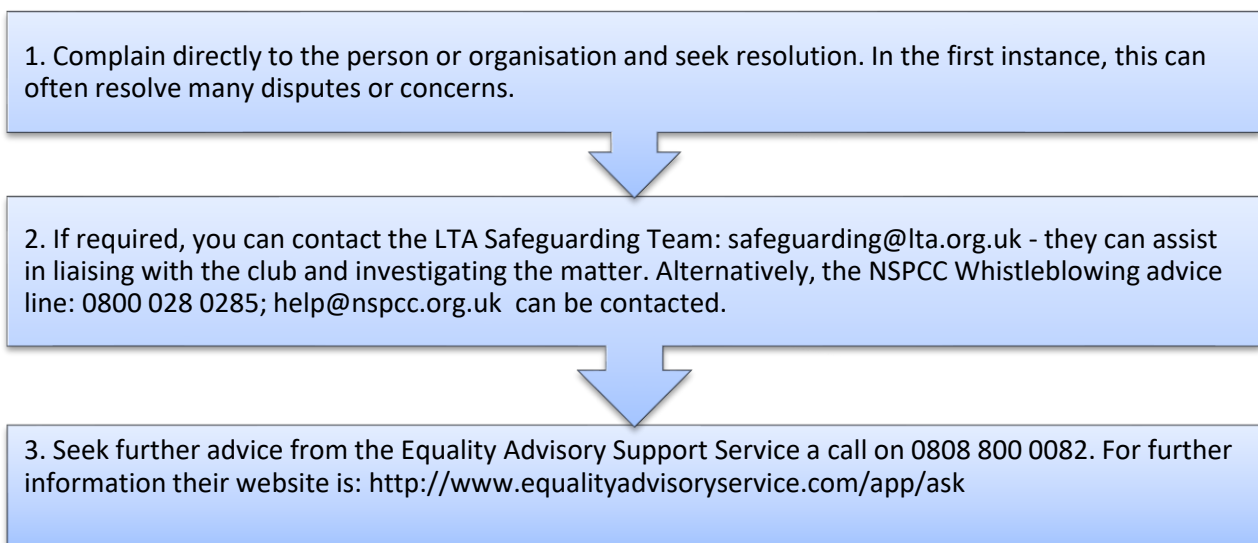 1. Complain directly to the person or organisation and seek resolution. In the first instance, this can
often resolve many disputes or concerns.
2. If required, you can contact the LTA Safeguarding Team: safeguarding@lta.org.uk - they can assist
in liaising with the club and investigating the matter. Alternatively, the NSPCC Whistleblowing advice
line: 0800 028 0285; help@nspcc.org.uk  can be contacted.
3. Seek further advice from the Equality Advisory Support Service a call on 0808 800 0082. For further
information their website is: http://www.equalityadvisoryservice.com/app/ask